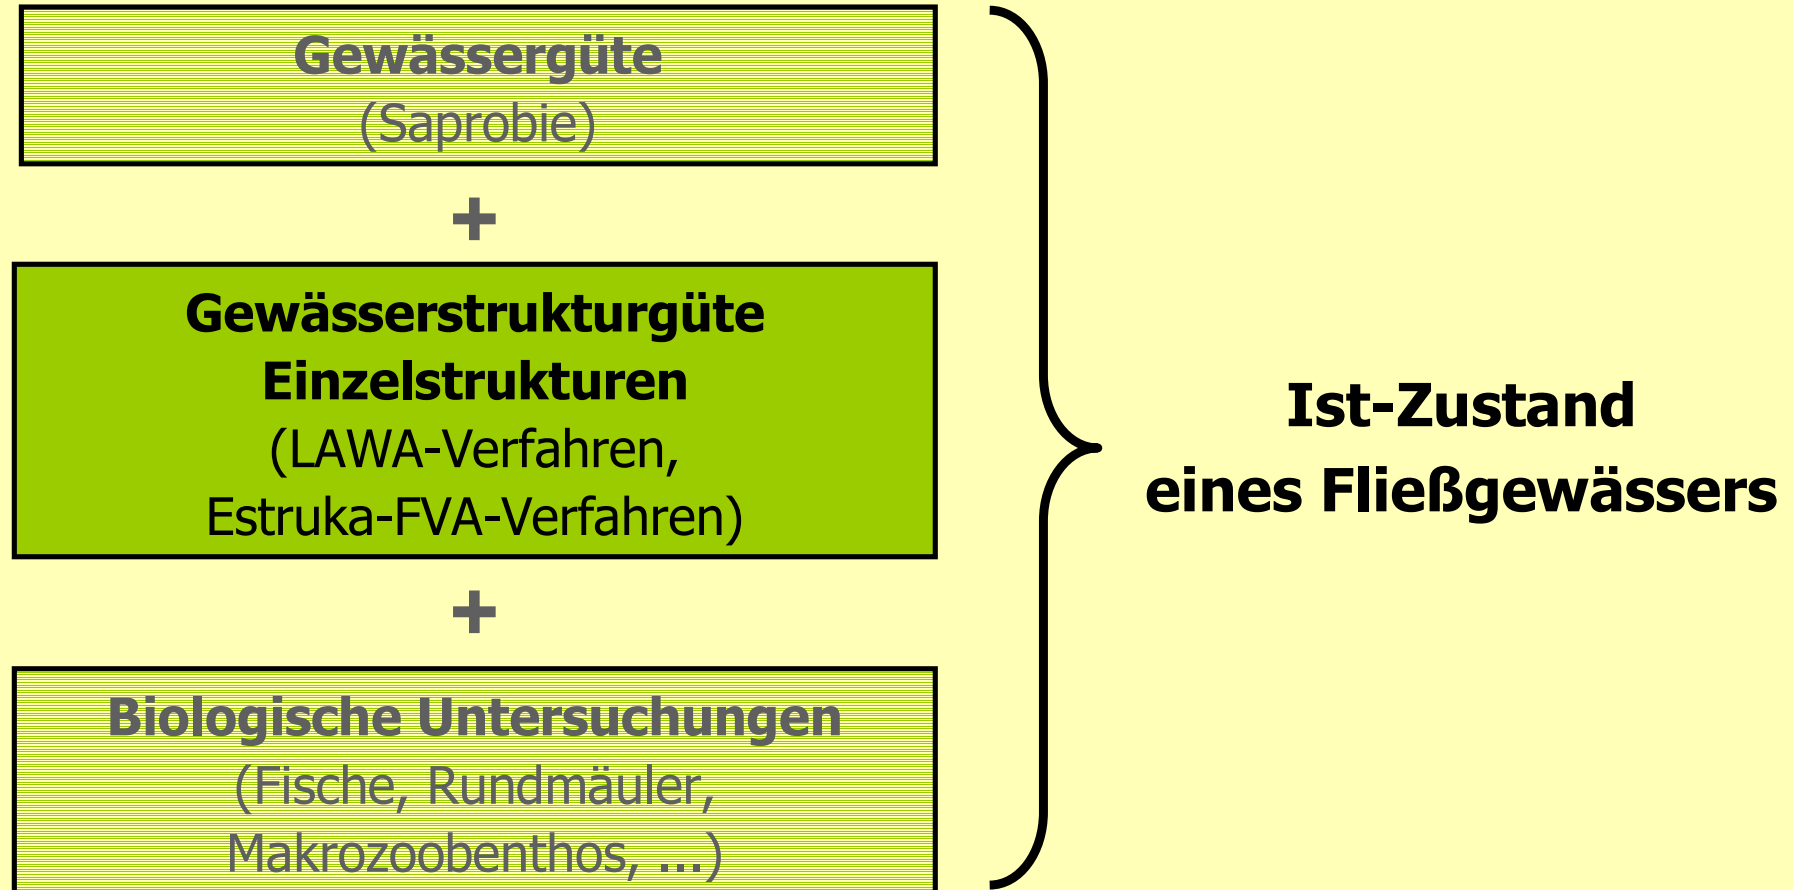 Gewässergüte
(Saprobie)
+
Gewässerstrukturgüte
Einzelstrukturen
(LAWA-Verfahren,
Estruka-FVA-Verfahren)
+
Biologische Untersuchungen
(Fische, Rundmäuler,
Makrozoobenthos, ...)
Ist-Zustand
eines Fließgewässers